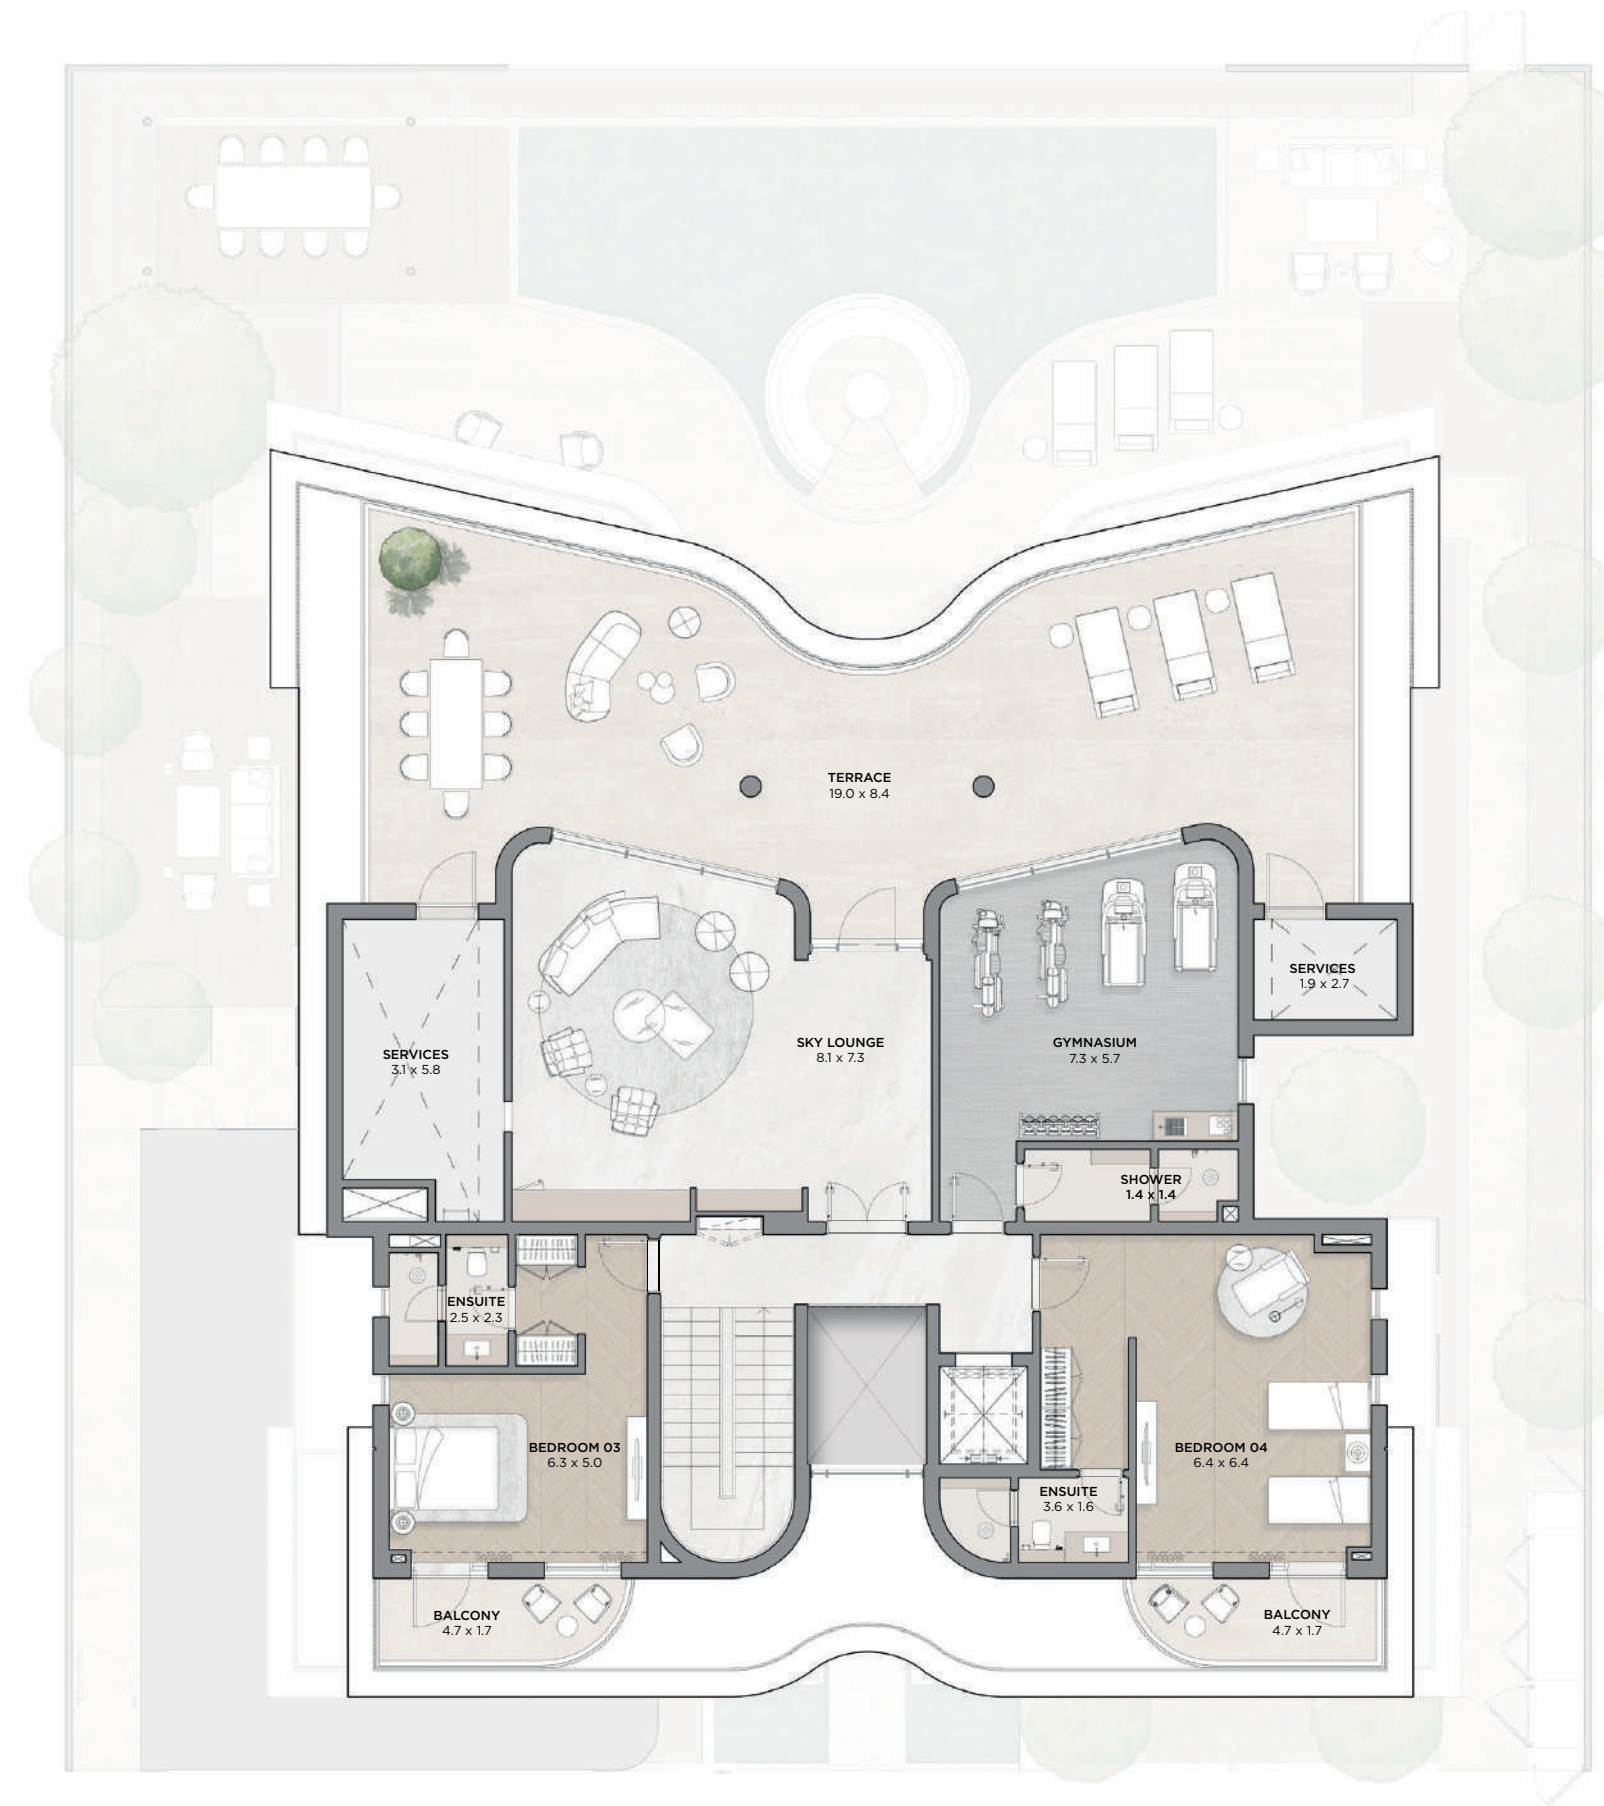 TERRACE
19.0 x 8.4
SERVICES
1.9 x 2.7
SKY LOUNGE
8.1 x 7.3
GYMNASIUM
7.3 x 5.7
SERVICES
3.1 x 5.8
SHOWER
1.4 x 1.4
ENSUITE
2.5 x 2.3
BEDROOM 03
6.3 x 5.0
BEDROOM 04
6.4 x 6.4
ENSUITE
3.6 x 1.6
BALCONY
4.7 x 1.7
BALCONY
4.7 x 1.7